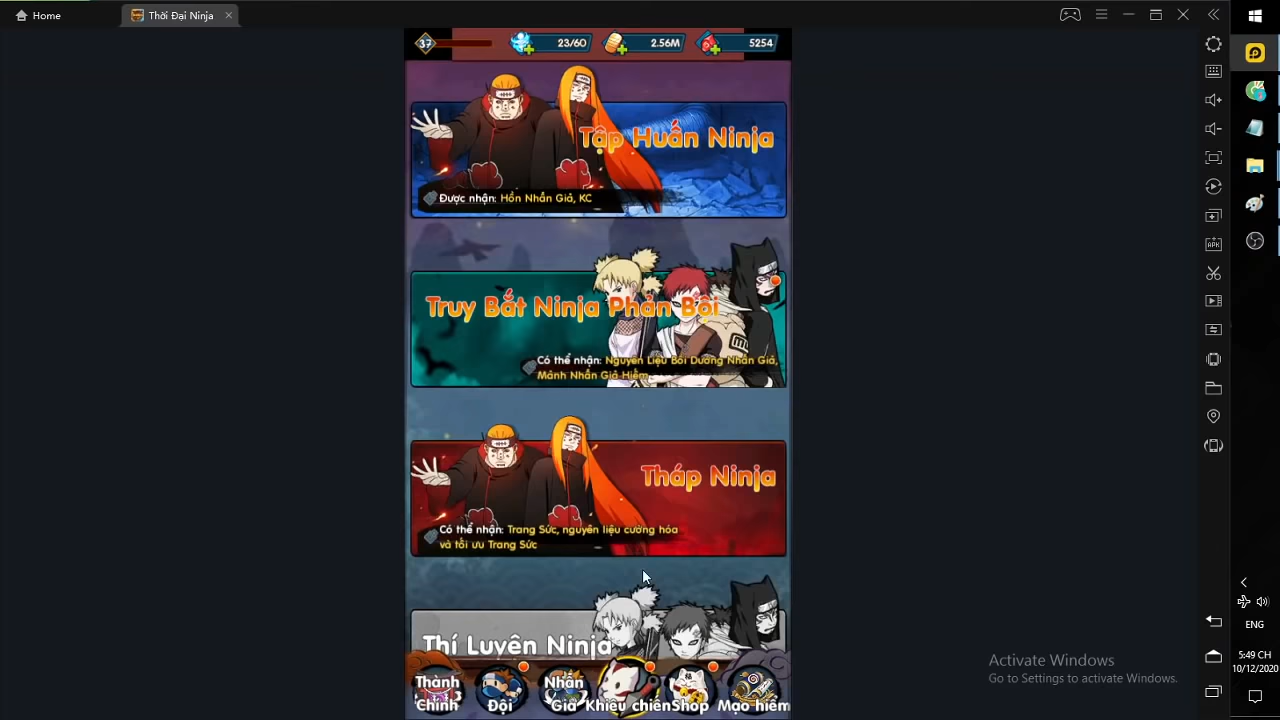 Home
Thời Đại Ninja
37
23/60
2.56M
5254
Tập Huấn Ninja
Được nhận: Hồn Nhẫn Giả, KC
Truy Bắt Ninja Phản Bội
Có thể nhận: Nguyên Liệu Bồi Dưỡng Nhẫn Giả,
Mảnh Nhẫn Giả Hiếm
Tháp Ninja
Có thể nhận: Trang Sức, nguyên liệu cường hóa
và tối ưu Trang Sức
Thí Luyện Ninja
Thành
Chính
Đội
Nhẫn
Giả
Khiêu chiến
Shop
Mạo hiểm
APK
Activate Windows
Go to Settings to activate Windows.
ENG
5:49 CH
10/12/2020